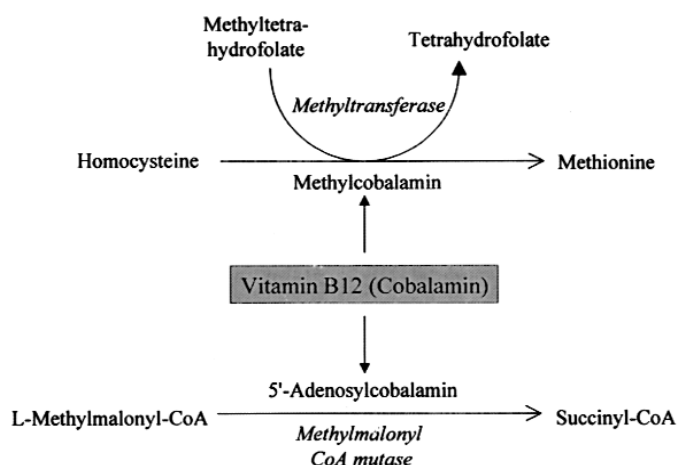 Methyltetra-
hydrofolate
Tetrahydrofolate
Methyltransferase
Homocysteine
Methionine
Methylcobalamin
Vitamin B12 (Cobalamin)
5'-Adenosylcobalamin
L-Methylmalonyl-CoA
Succinyl-CoA
Methylmalonyl
CoA mutase